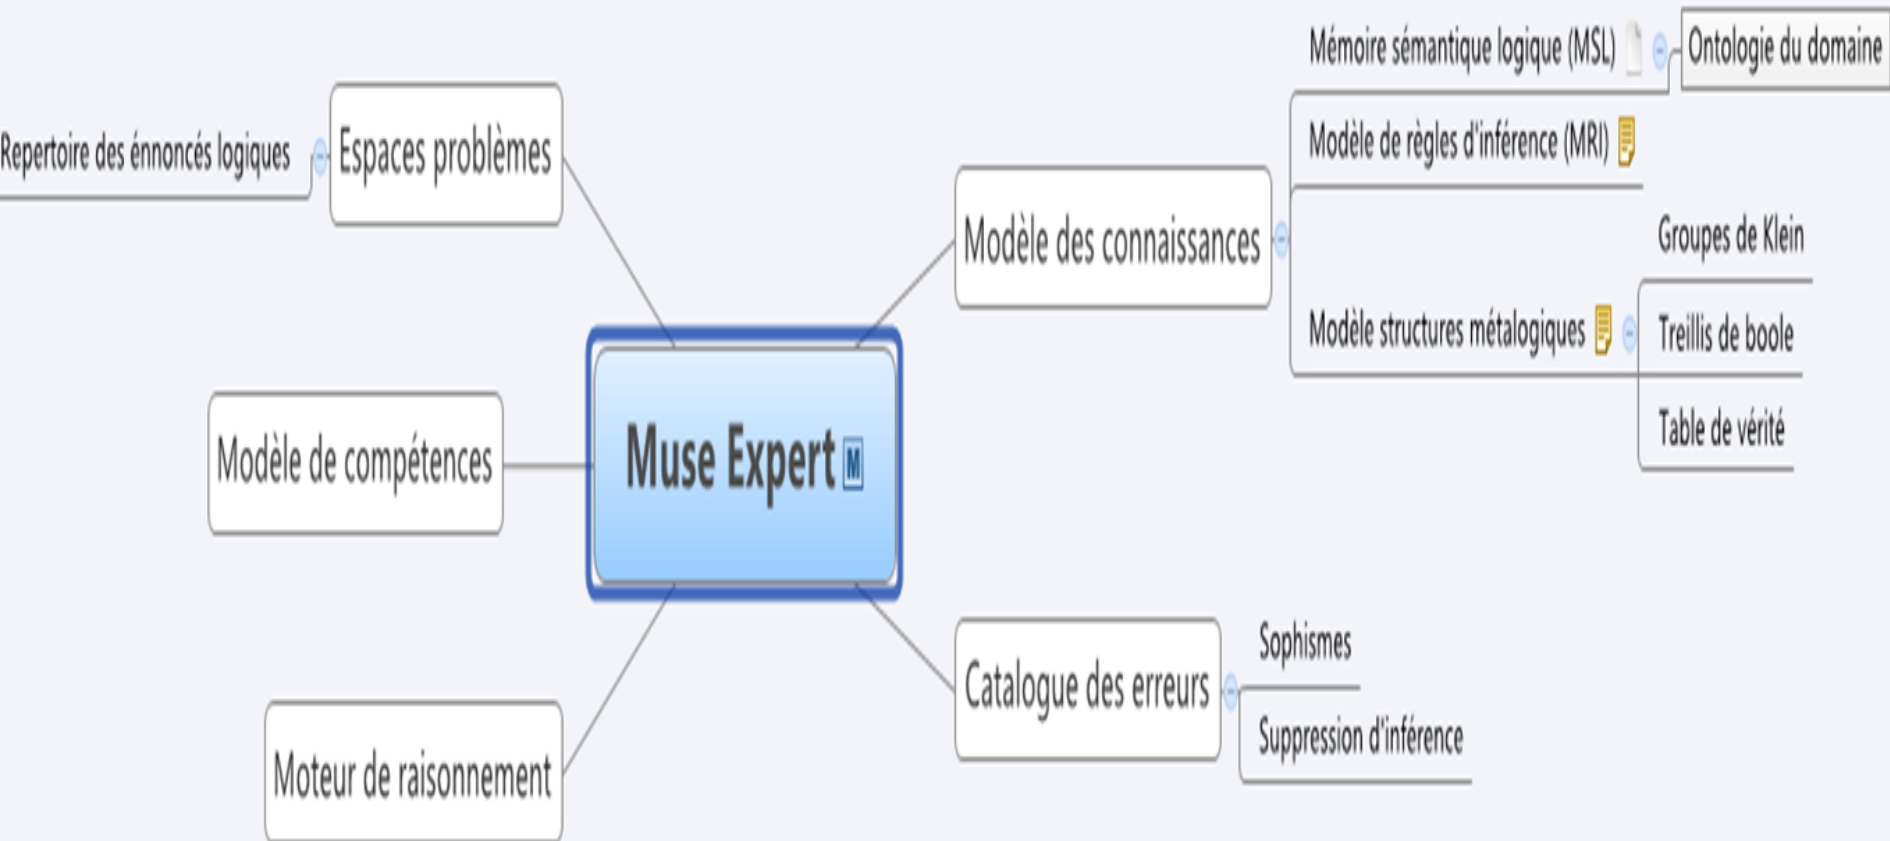 Mémoire sémantique logique (MSL)
Ontologie du domaine
Modèle de règles d'inférence (MRI)
Repertoire des énnoncés logiques
Espaces problèmes
Modèle des connaissances
Groupes de Klein
Modèle structures métalogiques
Treillis de boole
Table de vérité
Modèle de compétences
Muse Expert M
Sophismes
Catalogue des erreurs
Suppression d'inférence
Moteur de raisonnement